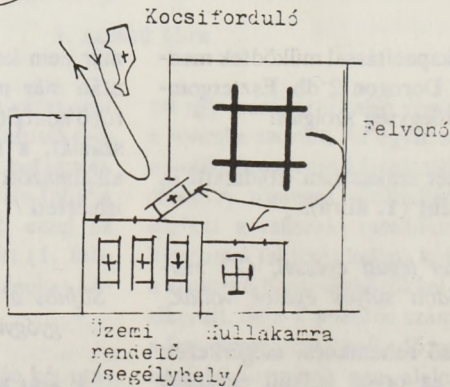 Kocsiforduló
Felvonó
Üzemi
rendelő
/segélyhely/
Hullakamra